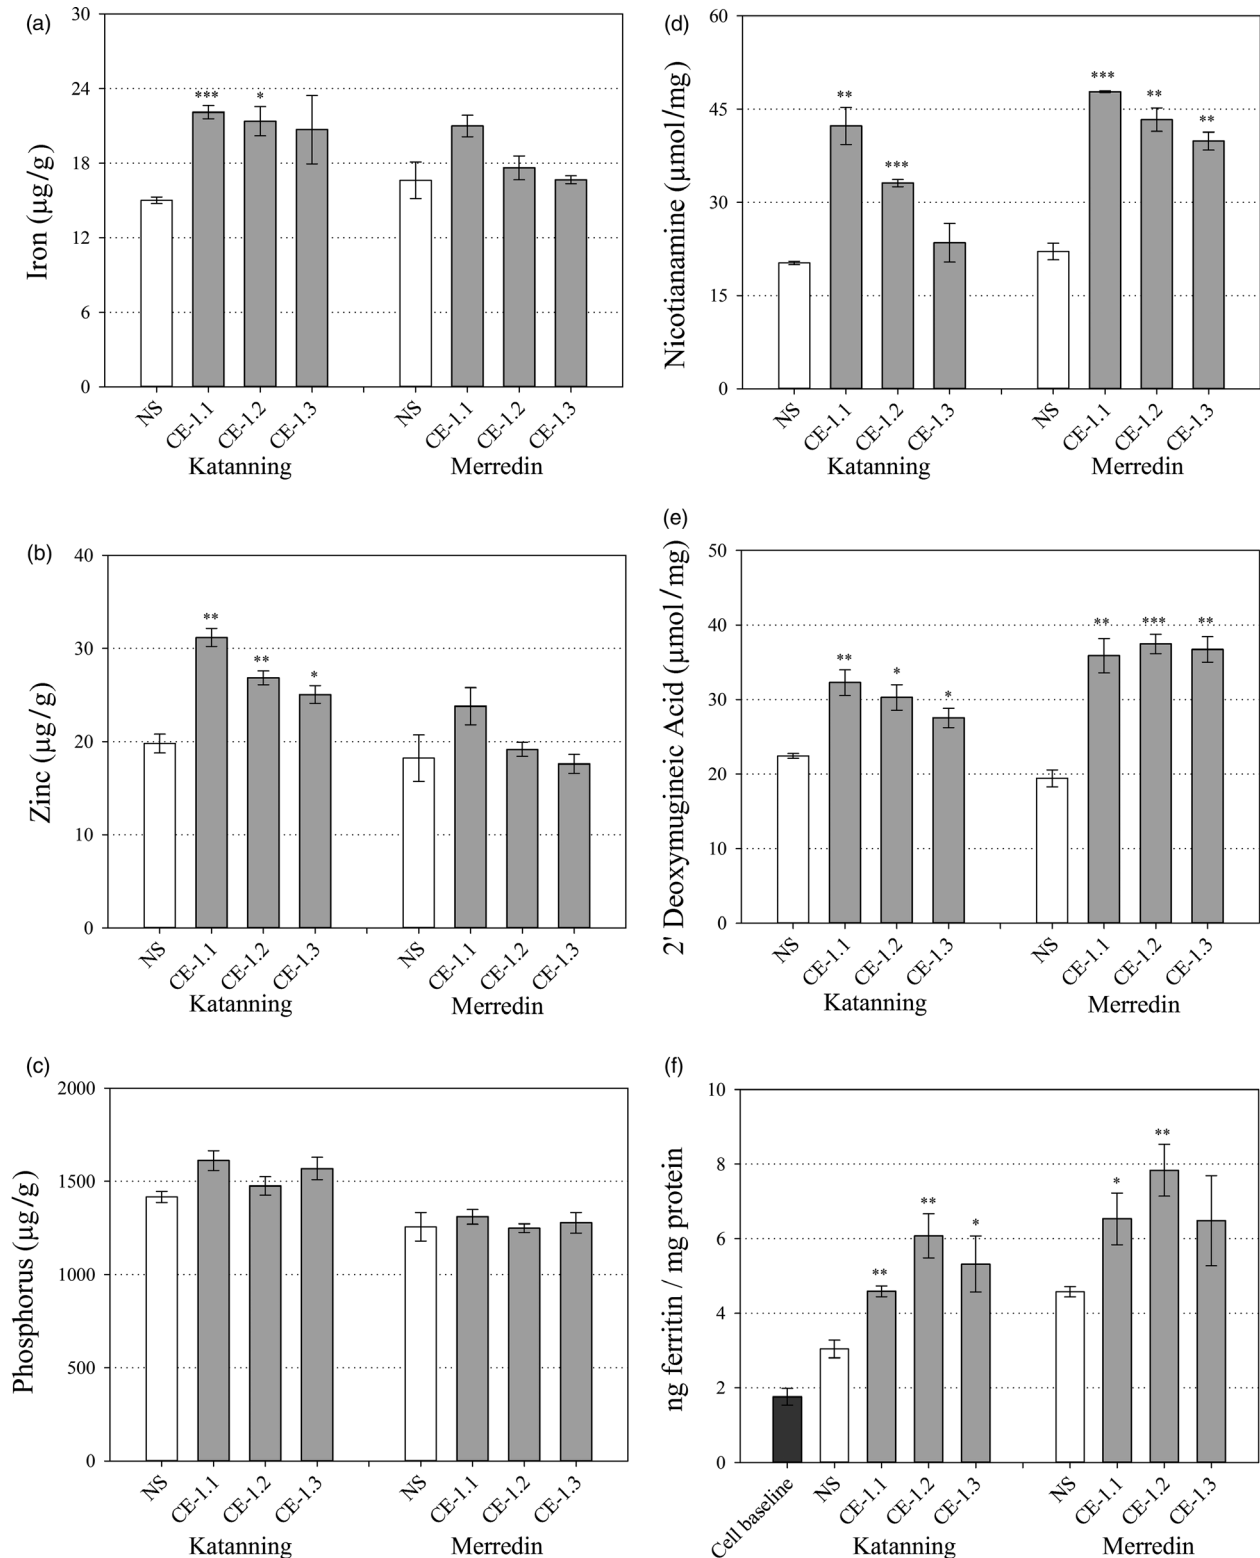 (a)
Iron (µg/g)
30
24
18
12
6
0
***
*
NS
CE-1.1
CE-1.2
CE-1.3
NS
CE-1.1
CE-1.2
CE-1.3
Katanning
Merredin
(b)
Zinc (µg/g)
40
30
20
10
0
**
**
*
NS
CE-1.1
CE-1.2
CE-1.3
NS
CE-1.1
CE-1.2
CE-1.3
Katanning
Merredin
(c)
Phosphorus (µg/g)
2000
1500
1000
500
0
NS
CE-1.1
CE-1.2
CE-1.3
NS
CE-1.1
CE-1.2
CE-1.3
Katanning
Merredin
(d)
Nicotianamine (µmol/mg)
60
45
30
15
0
**
***
***
**
**
NS
CE-1.1
CE-1.2
CE-1.3
NS
CE-1.1
CE-1.2
CE-1.3
Katanning
Merredin
(e)
2' Deoxymugineic Acid (µmol/mg)
50
40
30
20
10
0
**
*
*
**
***
**
NS
CE-1.1
CE-1.2
CE-1.3
NS
CE-1.1
CE-1.2
CE-1.3
Katanning
Merredin
(f)
ng ferritin / mg protein
10
8
6
4
2
0
**
**
*
*
**
Cell baseline
NS
CE-1.1
CE-1.2
CE-1.3
NS
CE-1.1
CE-1.2
CE-1.3
Katanning
Merredin